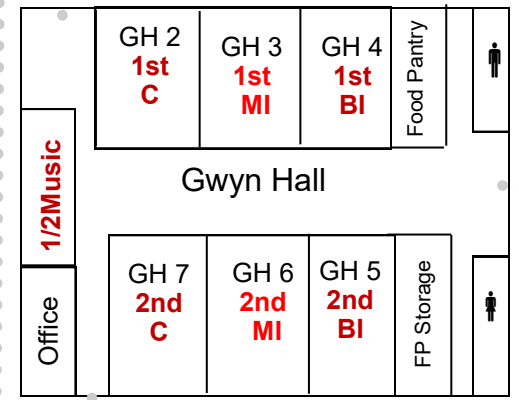 GH 2
1st
C
GH 3
1st
MI
GH 4
1st
BI
Food Pantry
1/2Music
Gwyn Hall
Office
GH 7
2nd
C
GH 6
2nd
MI
GH 5
2nd
BI
FP Storage